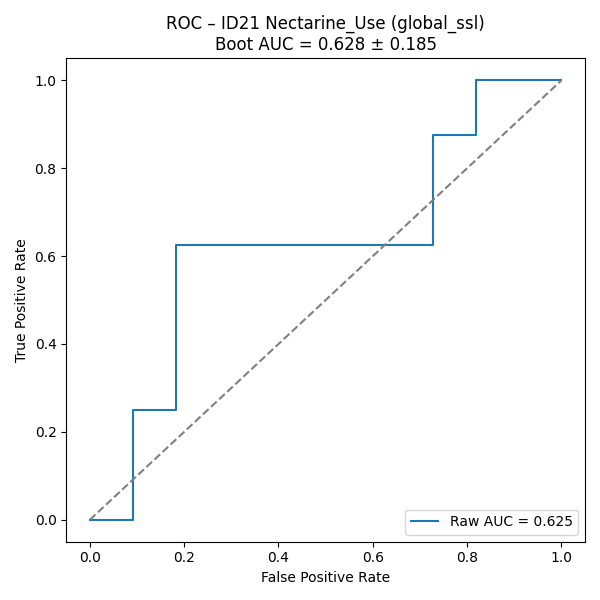 ROC – ID21 Nectarine_Use (global_ssl)
Boot AUC = 0.628 ± 0.185
1.0
0.8
0.6
0.4
0.2
0.0
True Positive Rate
Raw AUC = 0.625
0.0 0.2 0.4 0.6 0.8 1.0
False Positive Rate